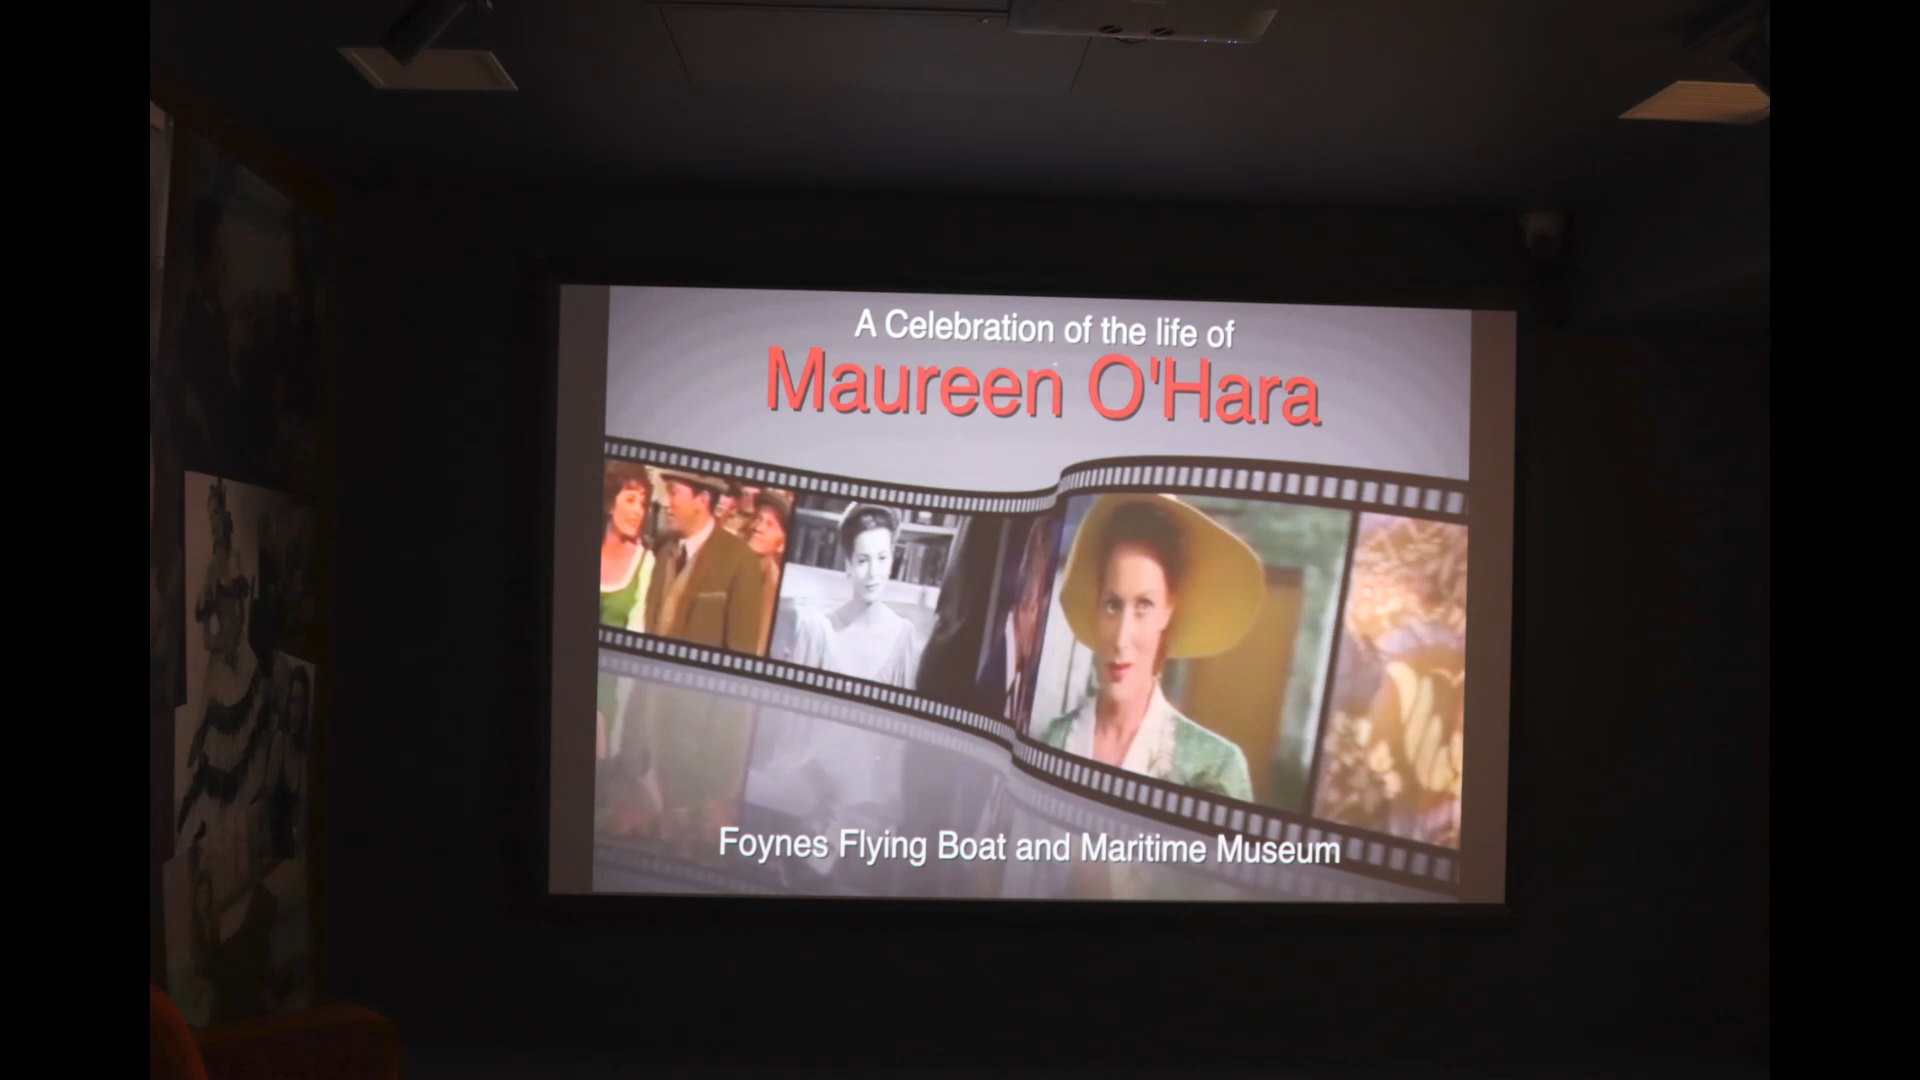 A Celebration of the life of
Maureen O'Hara
Foynes Flying Boat and Maritime Museum